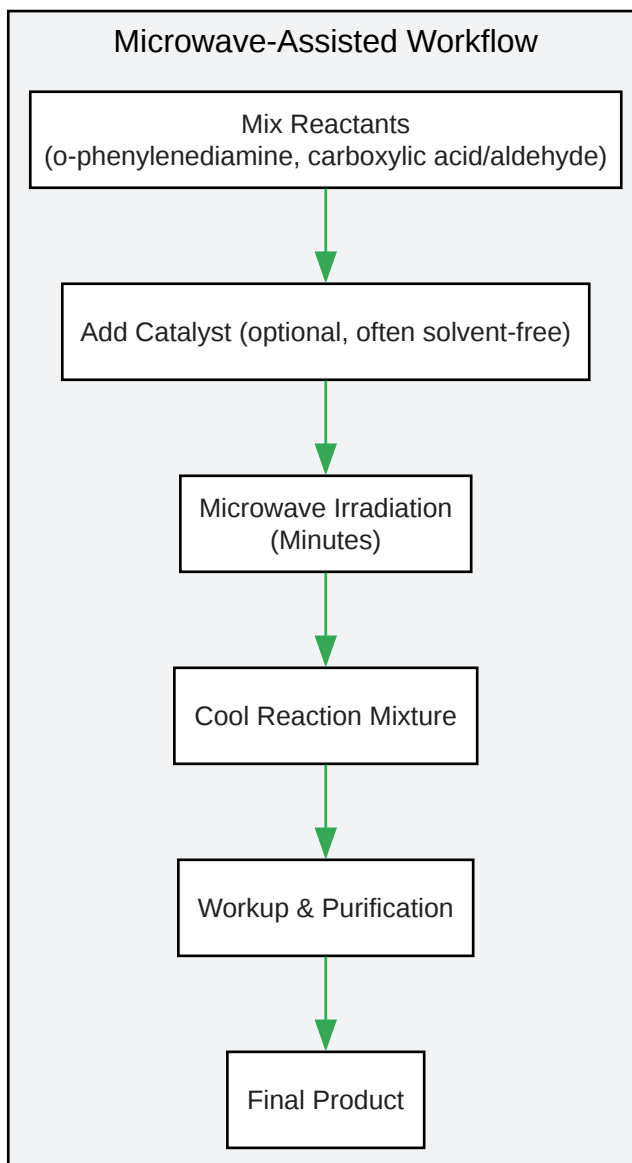 Microwave-Assisted Workflow
Mix Reactants
(o-phenylenediamine, carboxylic acid/aldehyde)
Add Catalyst (optional, often solvent-free)
Microwave Irradiation
(Minutes)
Cool Reaction Mixture
Workup & Purification
Final Product